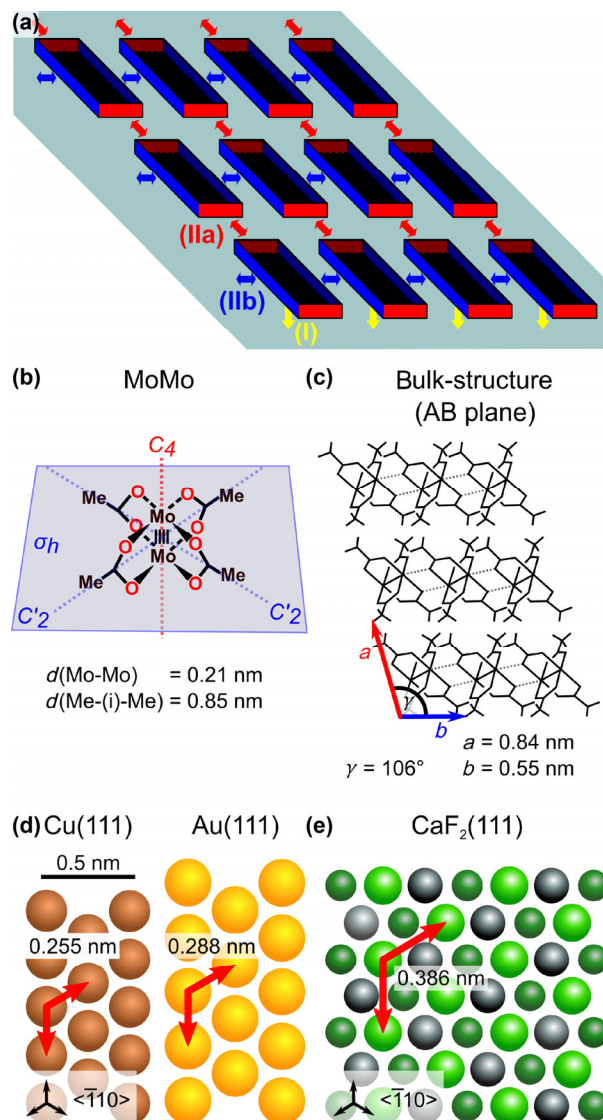 (a)
(IIa)
(IIb)
(I)
(b) MoMo
C4
O O
Me Mo Me
O O
σh
O O
Me Mo Me
O O
C'2 C'2
d(Mo-Mo) = 0.21 nm
d(Me-(i)-Me) = 0.85 nm
(c) Bulk-structure
(AB plane)
a
γ
b
a = 0.84 nm
γ = 106° b = 0.55 nm
(d) Cu(111) Au(111)
0.5 nm
0.255 nm 0.288 nm
<1̅10>
(e) CaF2(111)
0.386 nm
<1̅10>